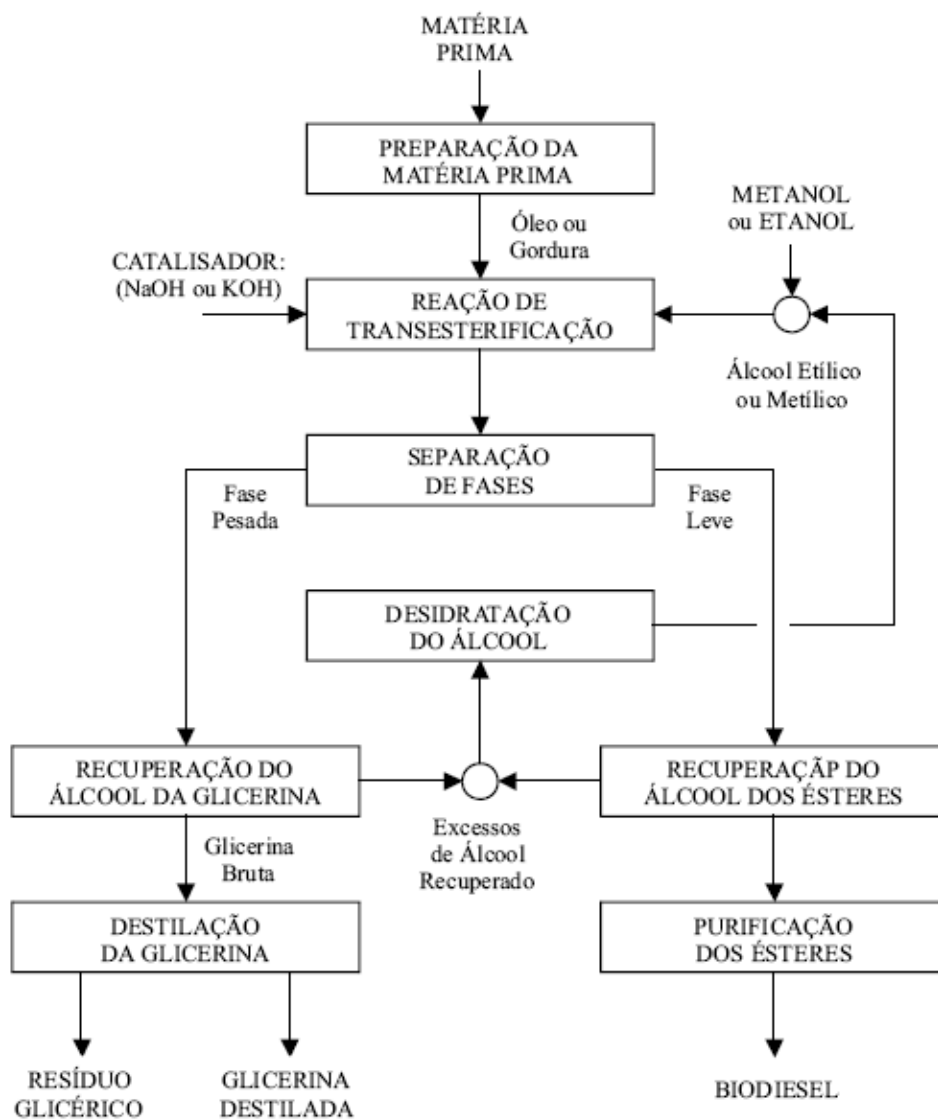 MATÉRIA
PRIMA
PREPARAÇÃO DA
MATÉRIA PRIMA
METANOL
ou ETANOL
Óleo ou
Gordura
CATALISADOR:
(NaOH ou KOH)
REAÇÃO DE
TRANSESTERIFICAÇÃO
Álcool Etílico
ou Metílico
SEPARAÇÃO
DE FASES
Fase
Pesada
Fase
Leve
DESIDRATAÇÃO
DO ÁLCOOL
RECUPERAÇÃO DO
ÁLCOOL DA GLICERINA
RECUPERAÇÃP DO
ÁLCOOL DOS ÉSTERES
Excessos
de Álcool
Recuperado
Glicerina
Bruta
DESTILAÇÃO
DA GLICERINA
PURIFICAÇÃO
DOS ÉSTERES
RESÍDUO
GLICÉRICO
GLICERINA
DESTILADA
BIODIESEL